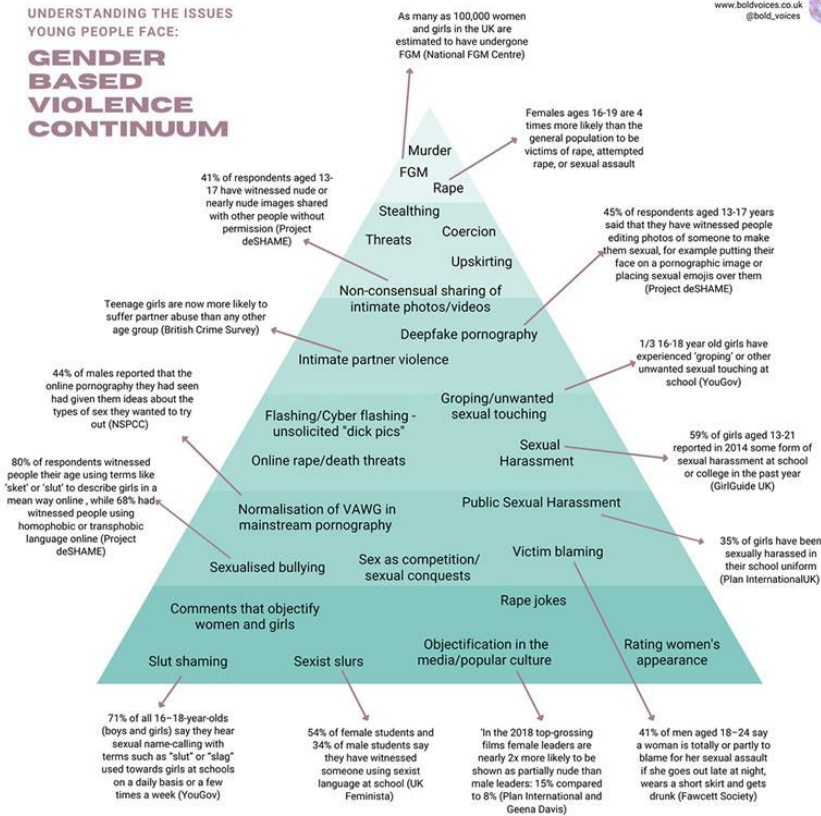 UNDERSTANDING THE ISSUES
YOUNG PEOPLE FACE:
GENDER
BASED
VIOLENCE
CONTINUUM
www.boldvoices.co.uk
@bold_voices
As many as 100,000 women
and girls in the UK are
estimated to have undergone
FGM (National FGM Centre)
Females ages 16-19 are 4
times more likely than the
general population to be
victims of rape, attempted
rape, or sexual assault
41% of respondents aged 13-
17 have witnessed nude or
nearly nude images shared
with other people without
permission (Project
deSHAME)
45% of respondents aged 13-17 years
said that they have witnessed people
editing photos of someone to make
them sexual, for example putting their
face on a pornographic image or
placing sexual emojis over them
(Project deSHAME)
Teenage girls are now more likely to
suffer partner abuse than any other
age group (British Crime Survey)
1/3 16-18 year old girls have
experienced 'groping' or other
unwanted sexual touching at
school (YouGov)
44% of males reported that the
online pornography they had seen
had given them ideas about the
types of sex they wanted to try
out (NSPCC)
59% of girls aged 13-21
reported in 2014 some form of
sexual harassment at school
or college in the past year
(GirlGuide UK)
80% of respondents witnessed
people their age using terms like
'sket' or 'slut' to describe girls in a
mean way online , while 68% had
witnessed people using
homophobic or transphobic
language online (Project
deSHAME)
35% of girls have been
sexually harassed in
their school uniform
(Plan InternationalUK)
Murder
FGM
Rape
Stealthing
Threats
Coercion
Upskirting
Non-consensual sharing of
intimate photos/videos
Deepfake pornography
Intimate partner violence
Groping/unwanted
sexual touching
Flashing/Cyber flashing -
unsolicited "dick pics"
Sexual
Harassment
Online rape/death threats
Public Sexual Harassment
Normalisation of VAWG in
mainstream pornography
Victim blaming
Sexualised bullying
Sex as competition/
sexual conquests
Rape jokes
Comments that objectify
women and girls
Objectification in the
media/popular culture
Rating women's
appearance
Slut shaming
Sexist slurs
71% of all 16–18-year-olds
(boys and girls) say they hear
sexual name-calling with
terms such as "slut" or "slag"
used towards girls at schools
on a daily basis or a few
times a week (YouGov)
54% of female students and
34% of male students say
they have witnessed
someone using sexist
language at school (UK
Feminista)
'In the 2018 top-grossing
films female leaders are
nearly 2x more likely to be
shown as partially nude than
male leaders: 15% compared
to 8% (Plan International and
Geena Davis)
41% of men aged 18–24 say
a woman is totally or partly to
blame for her sexual assault
if she goes out late at night,
wears a short skirt and gets
drunk (Fawcett Society)